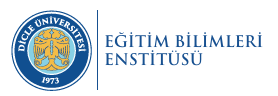 DİCLE ÜNİVERSİTESİ
1973
EĞİTİM BİLİMLERİ
ENSTİTÜSÜ